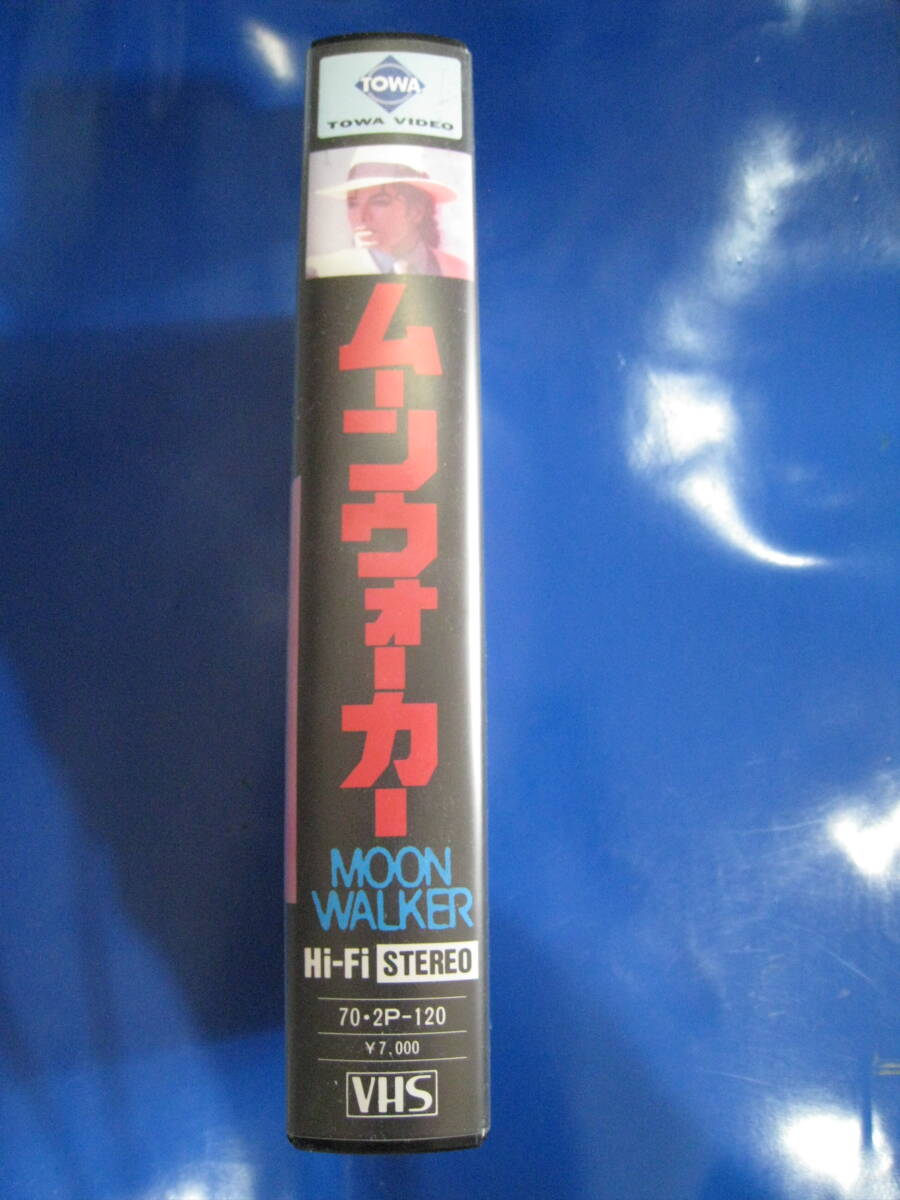 TOWA
TOWA VIDEO
ムーンウォーカー
MOON
WALKER
Hi-Fi STEREO
70・2P-120
¥7,000
VHS